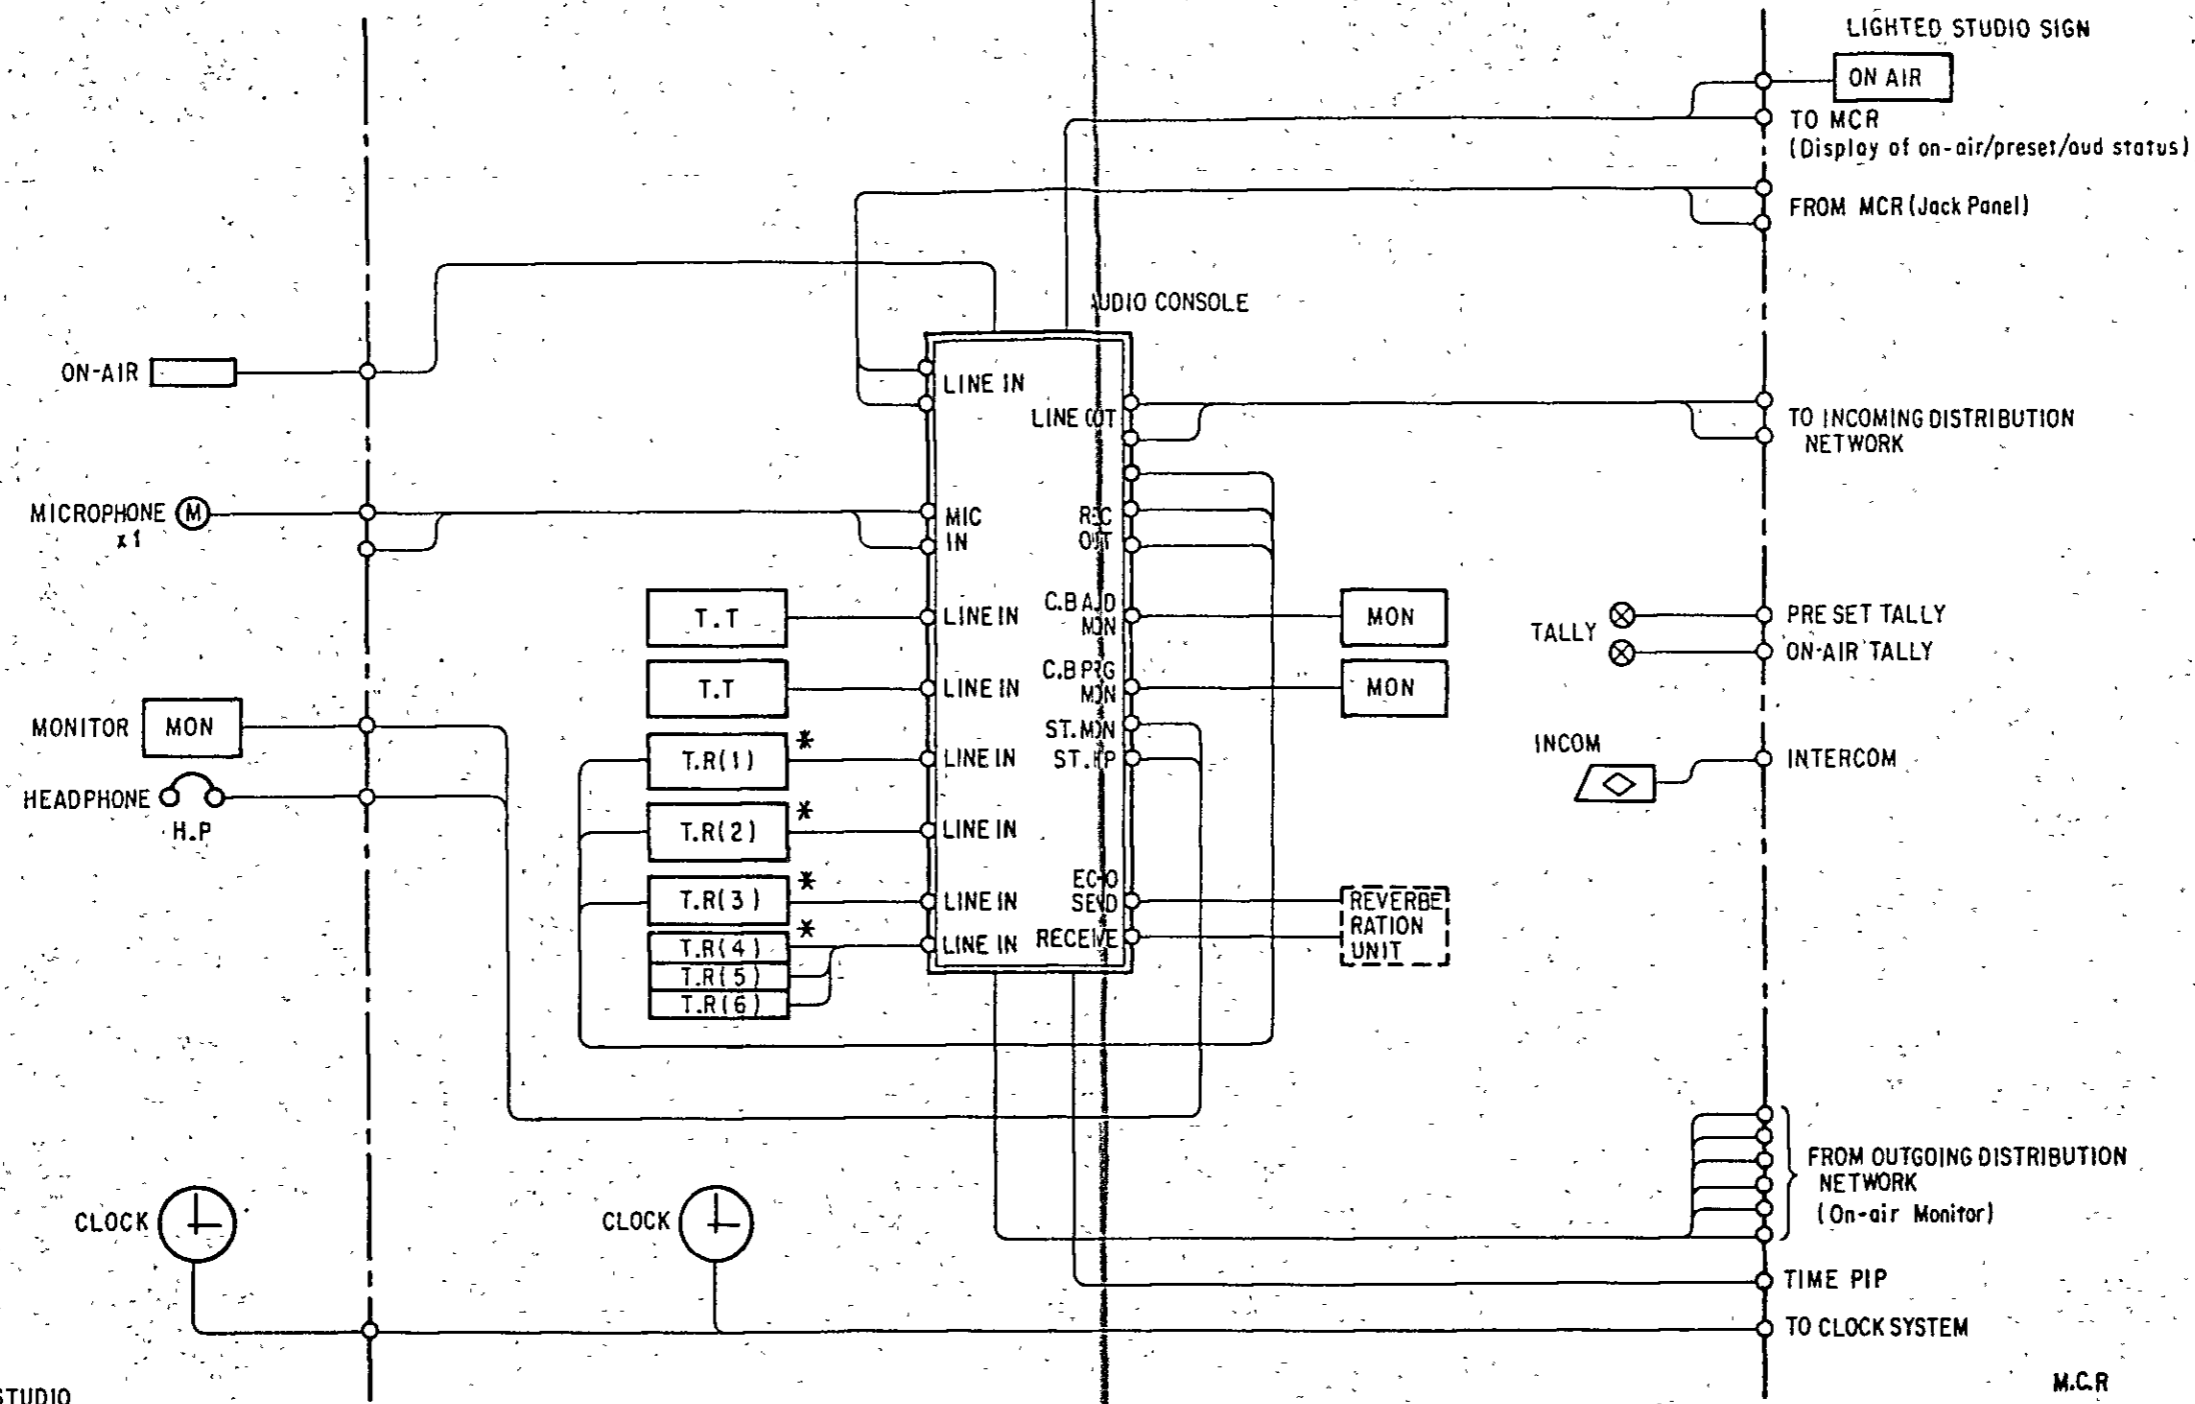 LIGHTED STUDIO SIGN
ON AIR
TO MCR
(Display of on-air/preset/aud status)
FROM MCR (Jack Panel)
AUDIO CONSOLE
ON-AIR
LINE IN
LINE OUT
TO INCOMING DISTRIBUTION
NETWORK
MICROPHONE
x1
M
MIC
IN
REC
OUT
T.T
LINE IN
C.B AUD
MON
MON
TALLY
PRESET TALLY
ON-AIR TALLY
T.T
LINE IN
C.B PRG
MON
MON
MONITOR
MON
ST. MON
T.R(1)
*
LINE IN
ST. HP
INCOM
INTERCOM
HEADPHONE
H.P
T.R(2)
*
LINE IN
T.R(3)
*
LINE IN
ECHO
SEND
RECEIVE
REVERBE
RATION
UNIT
T.R(4)
*
LINE IN
T.R(5)
T.R(6)
FROM OUTGOING DISTRIBUTION
NETWORK
(On-air Monitor)
CLOCK
CLOCK
TIME PIP
TO CLOCK SYSTEM
STUDIO
M.C.R